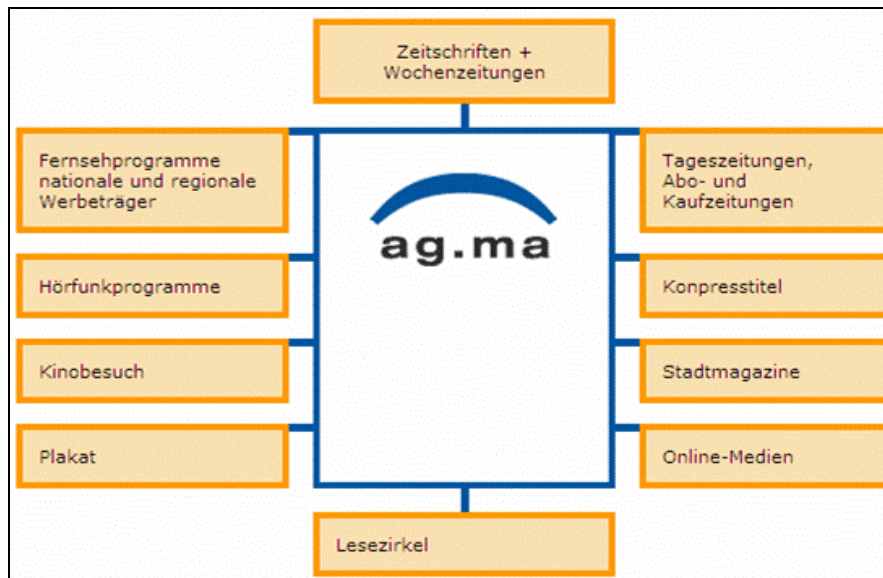 Zeitschriften +
Wochenzeitungen
Fernsehprogramme
nationale und regionale
Werbeträger
Hörfunkprogramme
Kinobesuch
Plakat
ag.ma
Tageszeitungen,
Abo- und
Kaufzeitungen
Konpresstitel
Stadtmagazine
Online-Medien
Lesezirkel